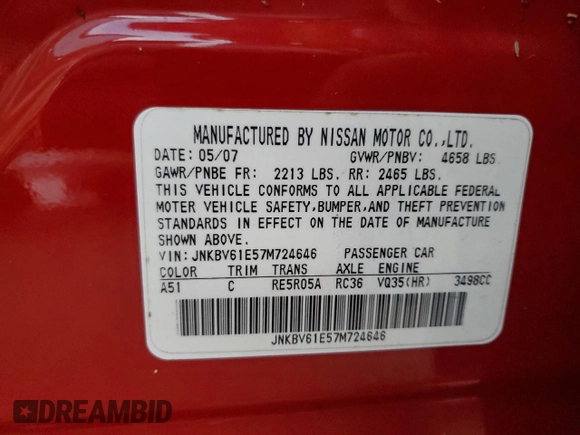 MANUFACTURED BY NISSAN MOTOR CO.,LTD.
DATE: 05/07 GVWR/PNBV: 4658 LBS.
GAWR/PNBE FR: 2213 LBS. RR: 2465 LBS.
THIS VEHICLE CONFORMS TO ALL APPLICABLE FEDERAL
MOTOR VEHICLE SAFETY,BUMPER,AND THEFT PREVENTION
STANDARDS IN EFFECT ON THE DATE OF MANUFACTURE
SHOWN ABOVE.
VIN: JNKBV61E57M724646 PASSENGER CAR
COLOR TRIM TRANS AXLE ENGINE
A51 C RE5R05A RC36 VQ35(HR) 3498CC
JNKBV61E57M724646
DREAMBID